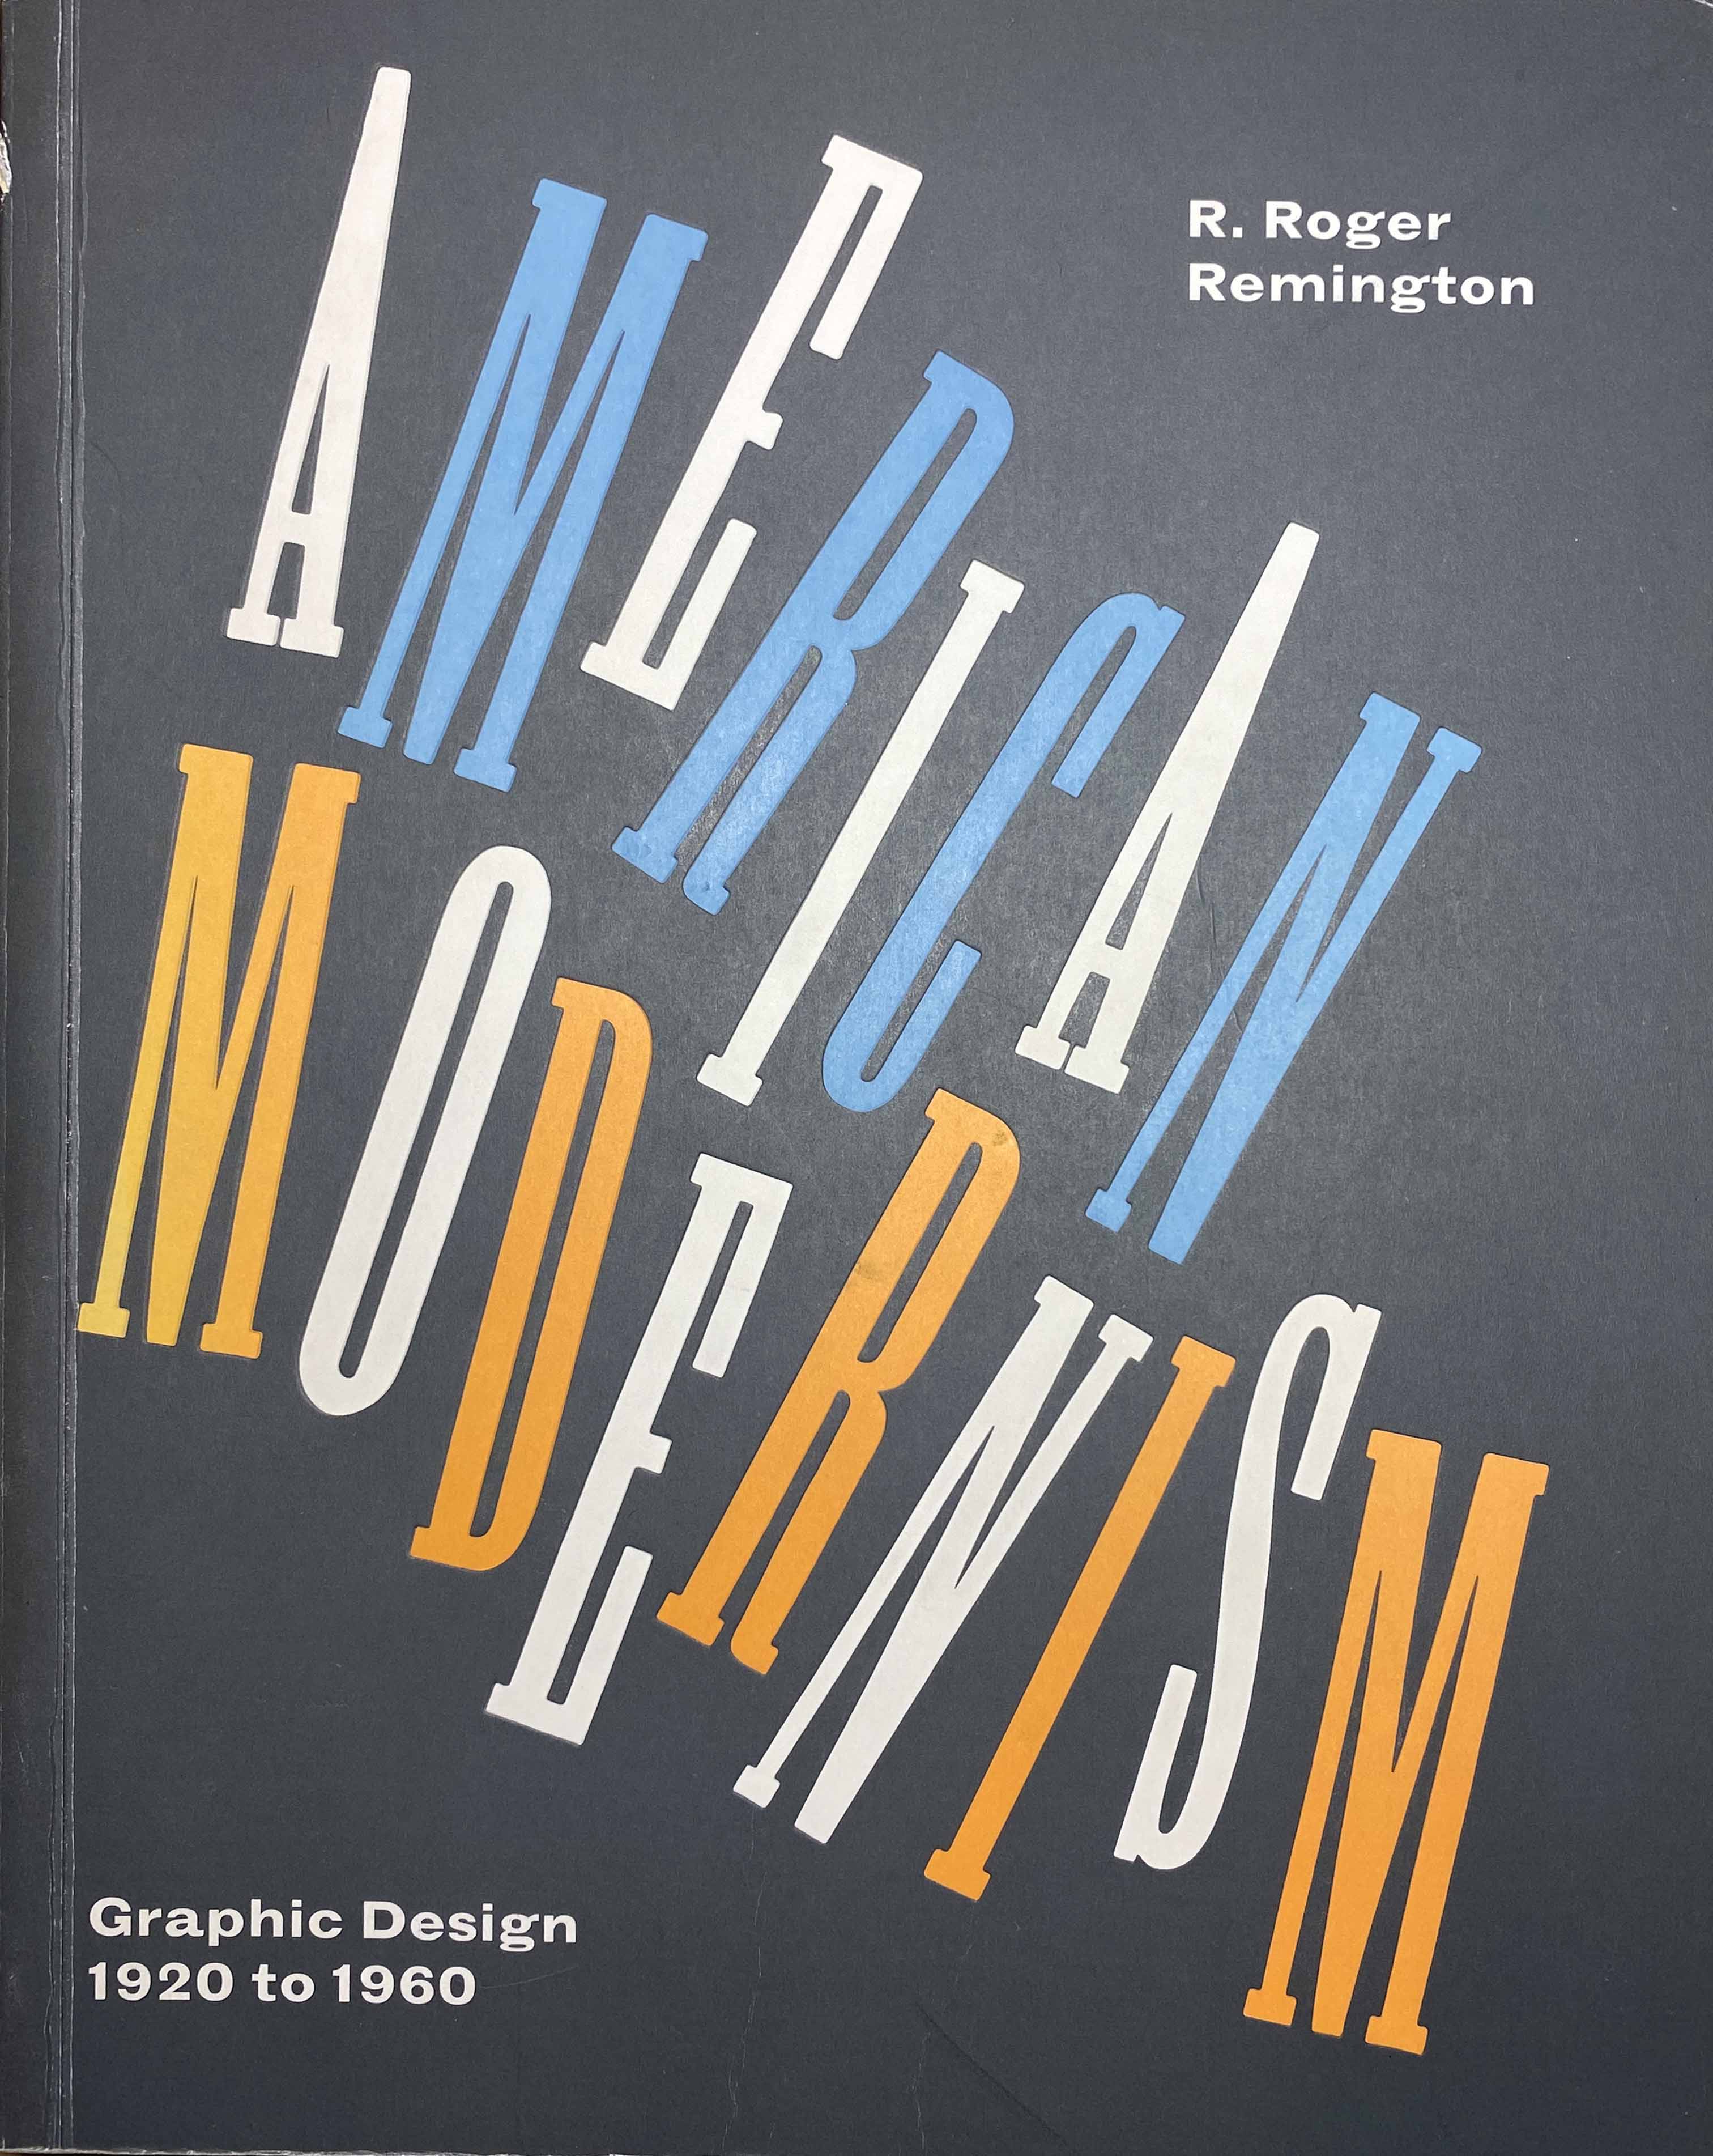 R. Roger
Remington
AMERICAN
MODERNISM
Graphic Design
1920 to 1960